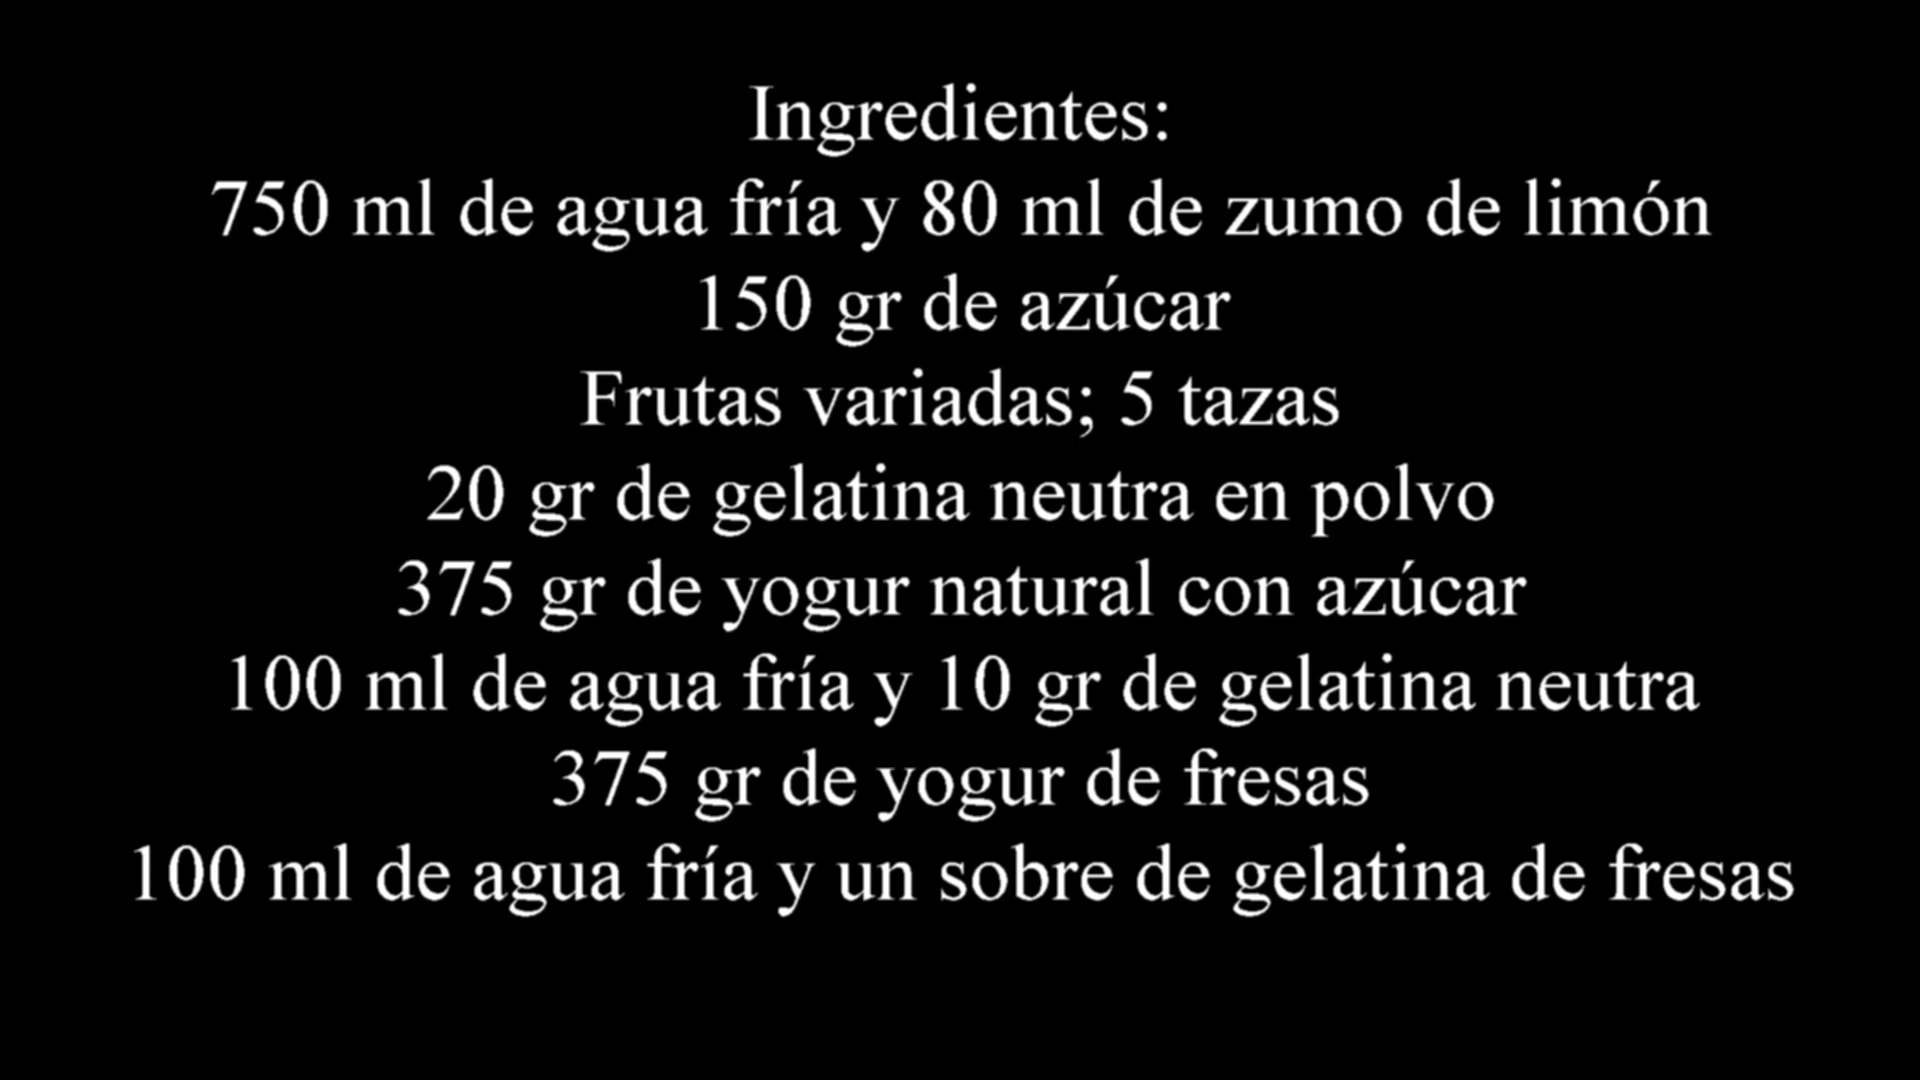 Ingredientes:
750 ml de agua fría y 80 ml de zumo de limón
150 gr de azúcar
Frutas variadas; 5 tazas
20 gr de gelatina neutra en polvo
375 gr de yogur natural con azúcar
100 ml de agua fría y 10 gr de gelatina neutra
375 gr de yogur de fresas
100 ml de agua fría y un sobre de gelatina de fresas